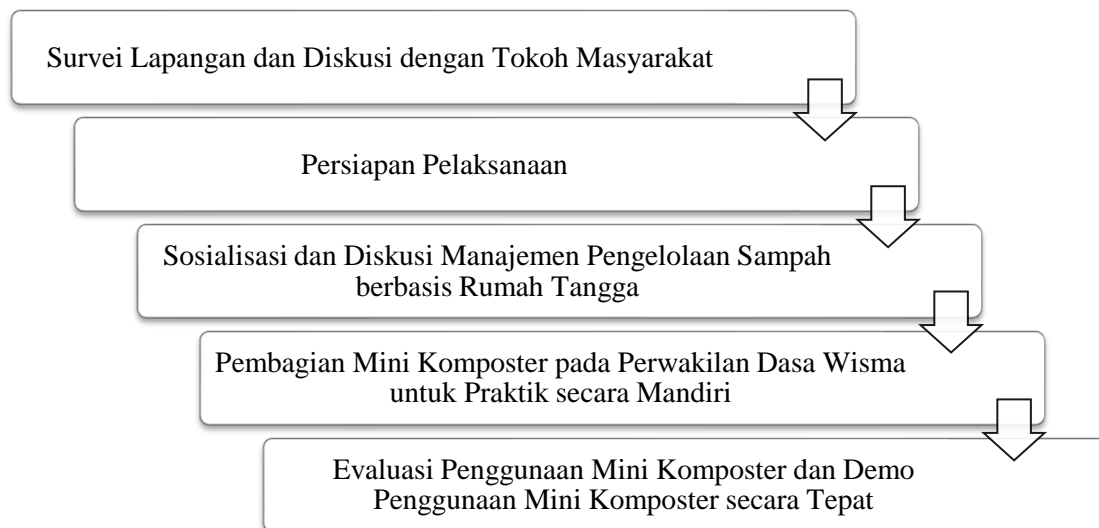 Survei Lapangan dan Diskusi dengan Tokoh Masyarakat
Persiapan Pelaksanaan
Sosialisasi dan Diskusi Manajemen Pengelolaan Sampah
berbasis Rumah Tangga
Pembagian Mini Komposter pada Perwakilan Dasa Wisma
untuk Praktik secara Mandiri
Evaluasi Penggunaan Mini Komposter dan Demo
Penggunaan Mini Komposter secara Tepat